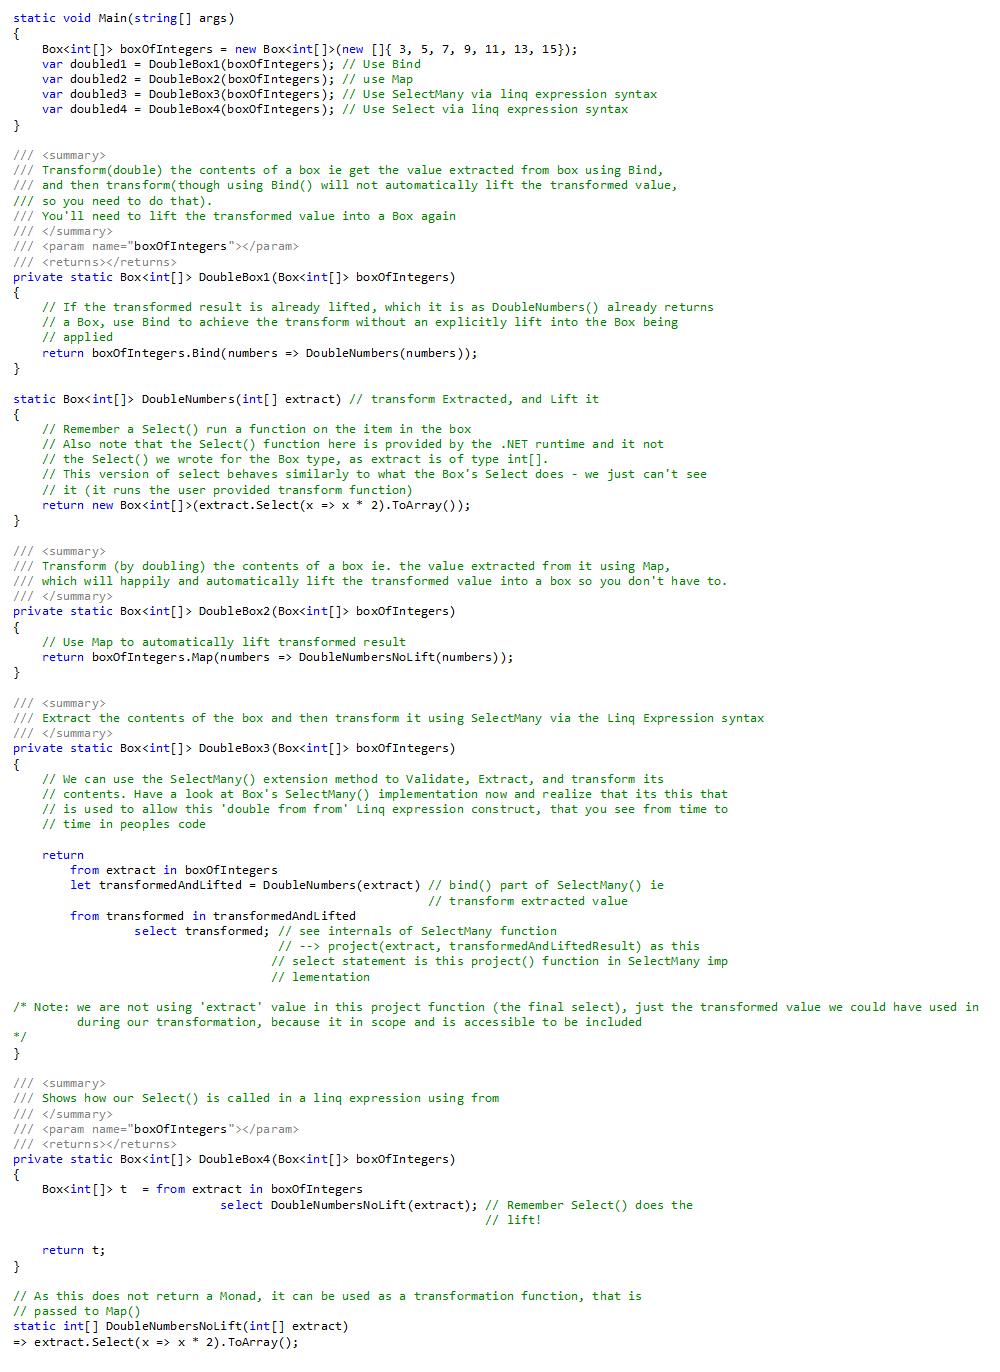 static void Main(string[] args)
{
    Box<int[]> boxOfIntegers = new Box<int[]>(new []{ 3, 5, 7, 9, 11, 13, 15});
    var doubled1 = DoubleBox1(boxOfIntegers); // Use Bind
    var doubled2 = DoubleBox2(boxOfIntegers); // use Map
    var doubled3 = DoubleBox3(boxOfIntegers); // Use SelectMany via linq expression syntax
    var doubled4 = DoubleBox4(boxOfIntegers); // Use Select via linq expression syntax
}
/// <summary>
/// Transform(double) the contents of a box ie get the value extracted from box using Bind,
/// and then transform(though using Bind() will not automatically lift the transformed value,
/// so you need to do that).
/// You'll need to lift the transformed value into a Box again
/// </summary>
/// <param name="boxOfIntegers"></param>
/// <returns></returns>
private static Box<int[]> DoubleBox1(Box<int[]> boxOfIntegers)
{
    // If the transformed result is already lifted, which it is as DoubleNumbers() already returns
    // a Box, use Bind to achieve the transform without an explicitly lift into the Box being
    // applied
    return boxOfIntegers.Bind(numbers => DoubleNumbers(numbers));
}
static Box<int[]> DoubleNumbers(int[] extract) // transform Extracted, and Lift it
{
    // Remember a Select() run a function on the item in the box
    // Also note that the Select() function here is provided by the .NET runtime and it not
    // the Select() we wrote for the Box type, as extract is of type int[].
    // This version of select behaves similarly to what the Box's Select does - we just can't see
    // it (it runs the user provided transform function)
    return new Box<int[]>(extract.Select(x => x * 2).ToArray());
}
/// <summary>
/// Transform (by doubling) the contents of a box ie. the value extracted from it using Map,
/// which will happily and automatically lift the transformed value into a box so you don't have to.
/// </summary>
private static Box<int[]> DoubleBox2(Box<int[]> boxOfIntegers)
{
    // Use Map to automatically lift transformed result
    return boxOfIntegers.Map(numbers => DoubleNumbersNoLift(numbers));
}
/// <summary>
/// Extract the contents of the box and then transform it using SelectMany via the Linq Expression syntax
/// </summary>
private static Box<int[]> DoubleBox3(Box<int[]> boxOfIntegers)
{
    // We can use the SelectMany() extension method to Validate, Extract, and transform its
    // contents. Have a look at Box's SelectMany() implementation now and realize that its this that
    // is used to allow this 'double from from' Linq expression construct, that you see from time to
    // time in peoples code
    return
        from extract in boxOfIntegers
        let transformedAndLifted = DoubleNumbers(extract) // bind() part of SelectMany() ie
                                                          // transform extracted value
        from transformed in transformedAndLifted
                 select transformed; // see internals of SelectMany function
                                     // --> project(extract, transformedAndLiftedResult) as this
                                    // select statement is this project() function in SelectMany imp
                                    // lementation
/* Note: we are not using 'extract' value in this project function (the final select), just the transformed value we could have used in
         during our transformation, because it in scope and is accessible to be included
*/
}
/// <summary>
/// Shows how our Select() is called in a linq expression using from
/// </summary>
/// <param name="boxOfIntegers"></param>
/// <returns></returns>
private static Box<int[]> DoubleBox4(Box<int[]> boxOfIntegers)
{
    Box<int[]> t  = from extract in boxOfIntegers
                             select DoubleNumbersNoLift(extract); // Remember Select() does the
                                                                  // lift!
    return t;
}
// As this does not return a Monad, it can be used as a transformation function, that is
// passed to Map()
static int[] DoubleNumbersNoLift(int[] extract)
=> extract.Select(x => x * 2).ToArray();